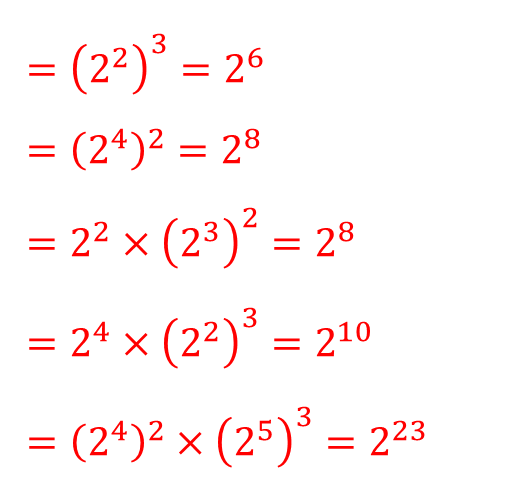 = (2²)³ = 2⁶
= (2⁴)² = 2⁸
= 2² × (2³)² = 2⁸
= 2⁴ × (2²)³ = 2¹⁰
= (2⁴)² × (2⁵)³ = 2²³